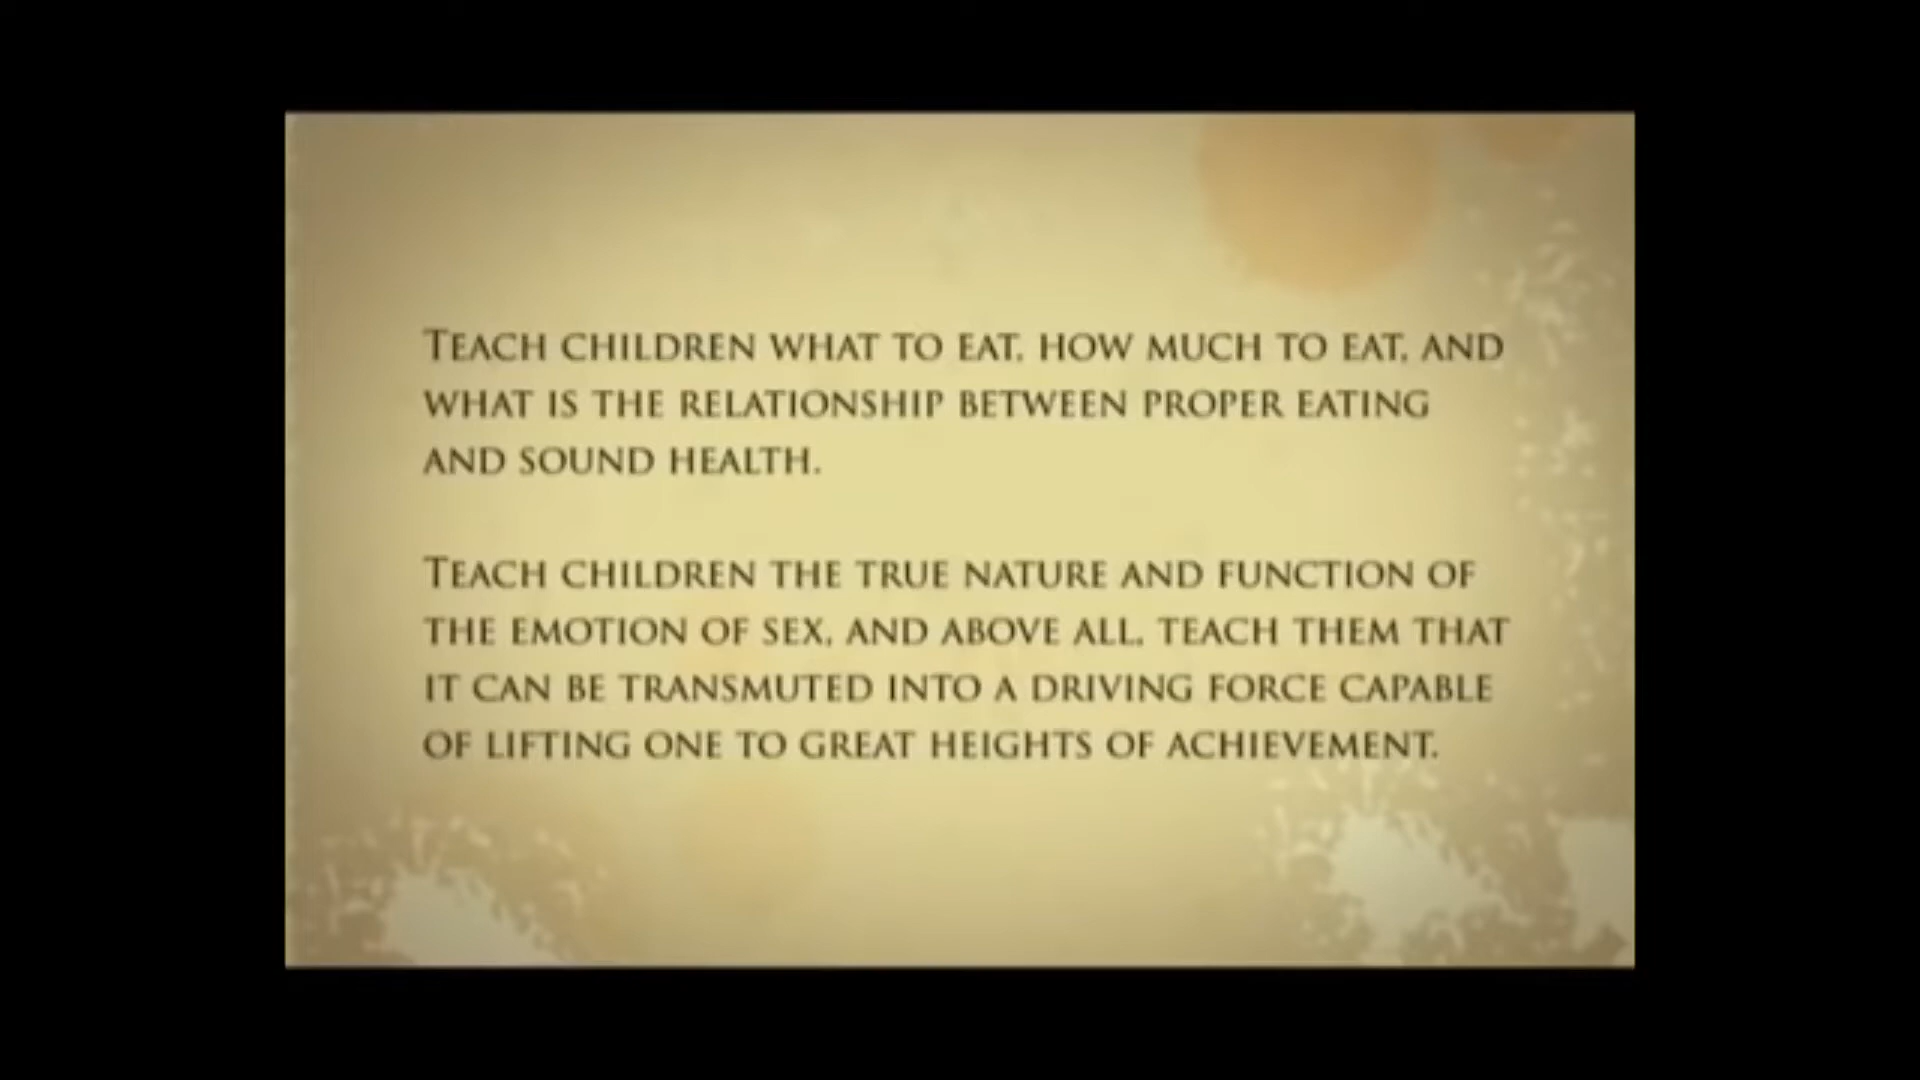 TEACH CHILDREN WHAT TO EAT, HOW MUCH TO EAT, AND
WHAT IS THE RELATIONSHIP BETWEEN PROPER EATING
AND SOUND HEALTH.
TEACH CHILDREN THE TRUE NATURE AND FUNCTION OF
THE EMOTION OF SEX, AND ABOVE ALL, TEACH THEM THAT
IT CAN BE TRANSMUTED INTO A DRIVING FORCE CAPABLE
OF LIFTING ONE TO GREAT HEIGHTS OF ACHIEVEMENT.